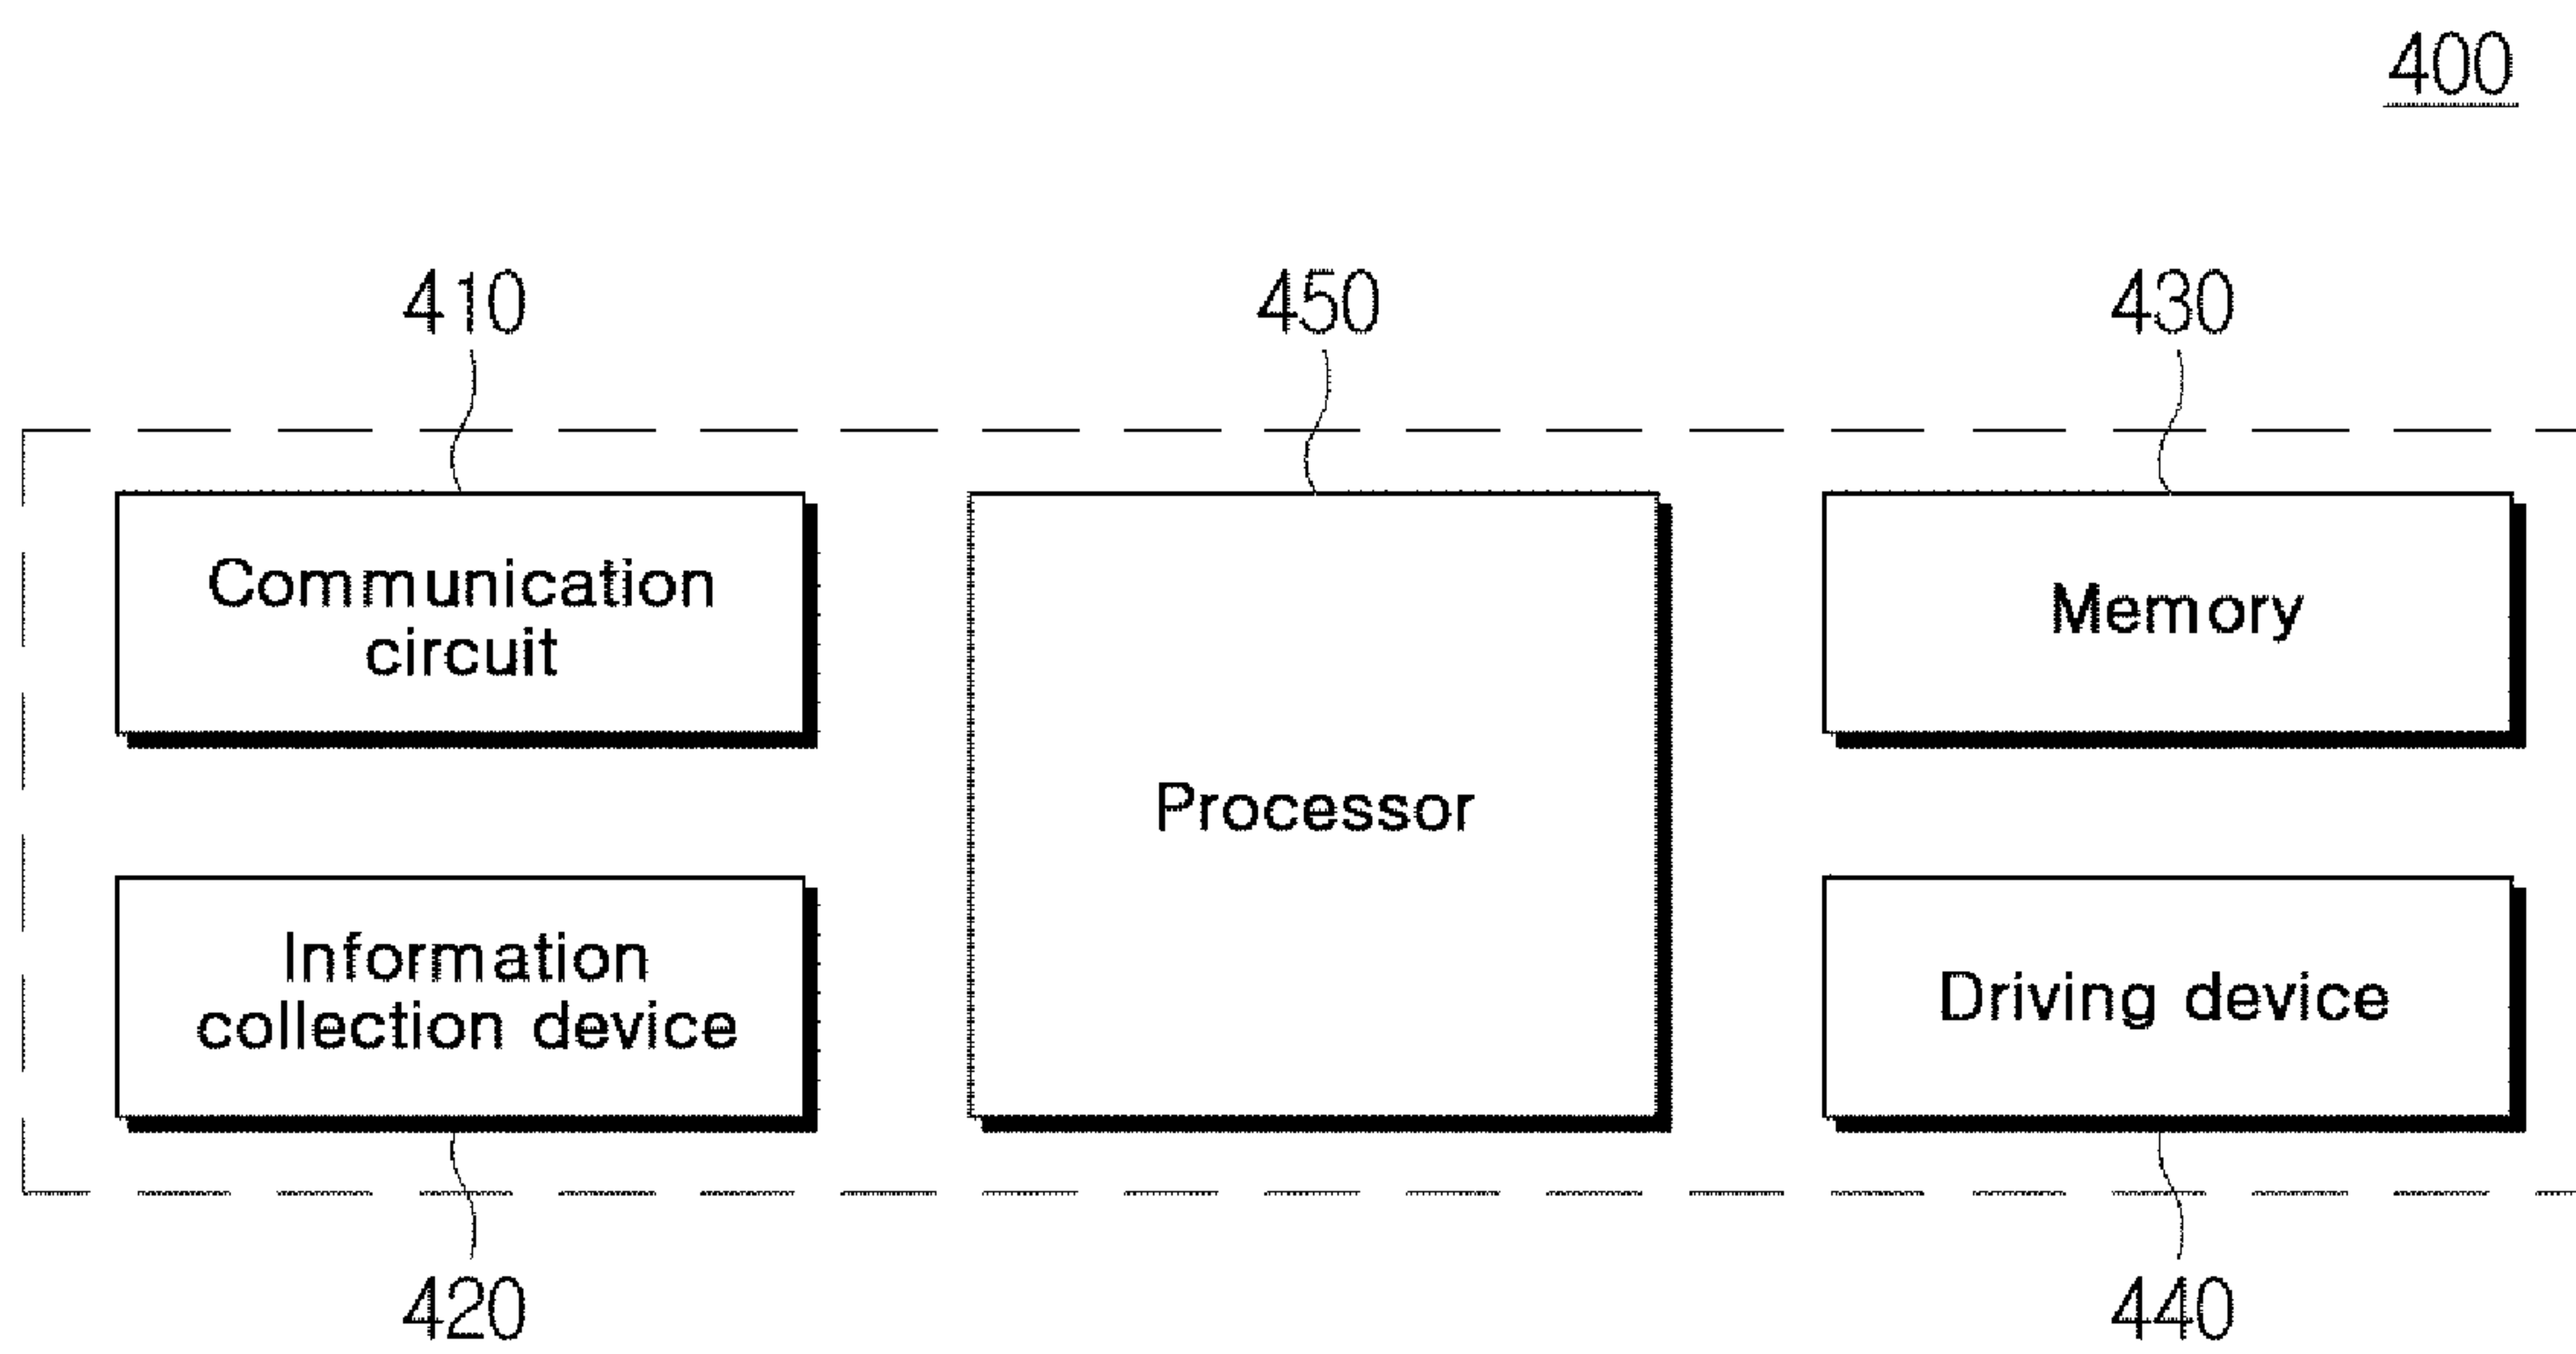 400
410
450
430
Communication
circuit
Memory
Processor
Information
collection device
Driving device
420
440